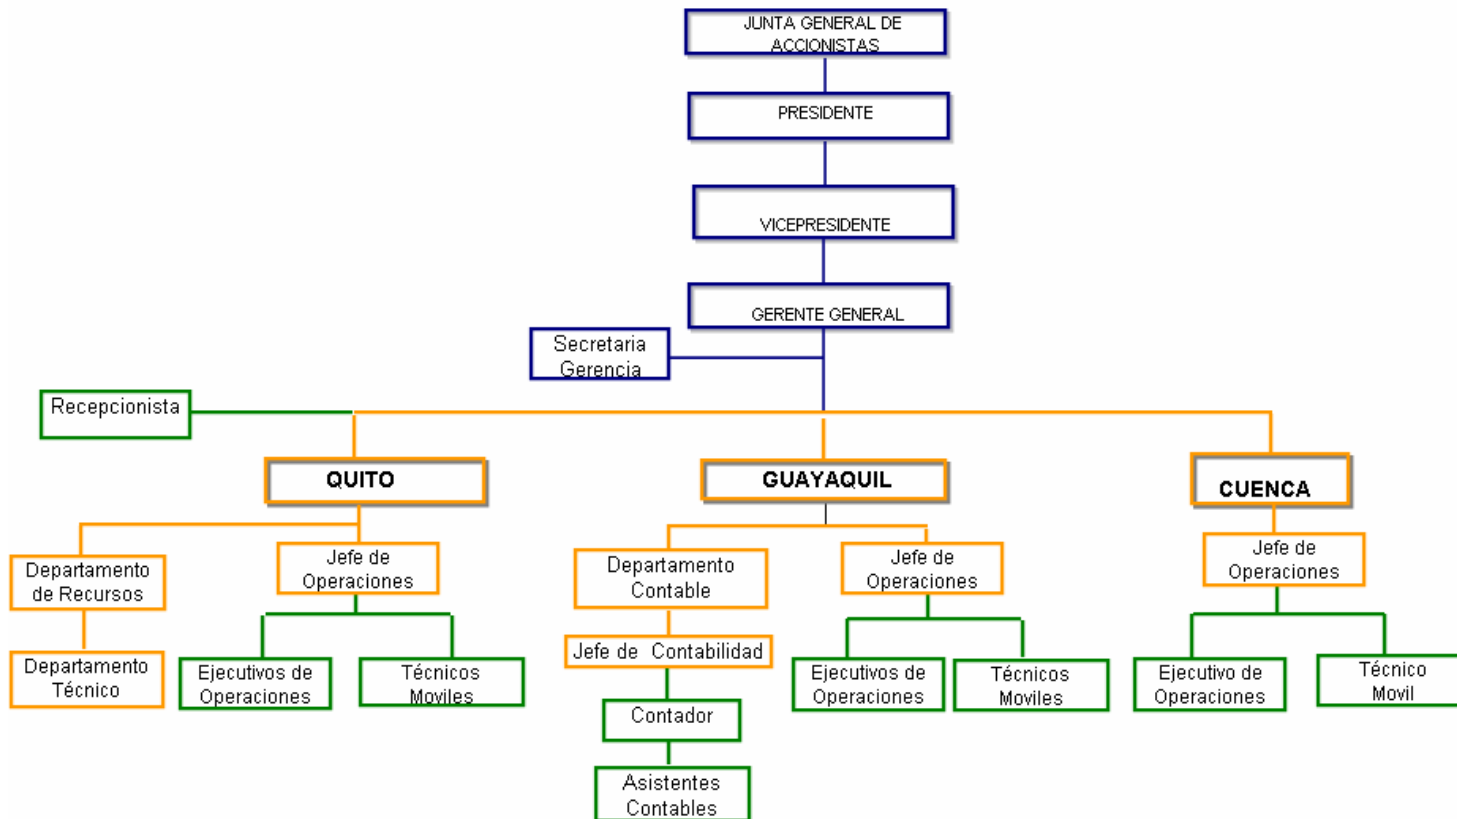 JUNTA GENERAL DE
ACCIONISTAS
PRESIDENTE
VICEPRESIDENTE
GERENTE GENERAL
Secretaria
Gerencia
Recepcionista
QUITO
GUAYAQUIL
CUENCA
Departamento
de Recursos
Jefe de
Operaciones
Departamento
Contable
Jefe de
Operaciones
Jefe de
Operaciones
Departamento
Técnico
Ejecutivos de
Operaciones
Técnicos
Moviles
Jefe de Contabilidad
Ejecutivos de
Operaciones
Técnicos
Moviles
Ejecutivo de
Operaciones
Técnico
Movil
Contador
Asistentes
Contables